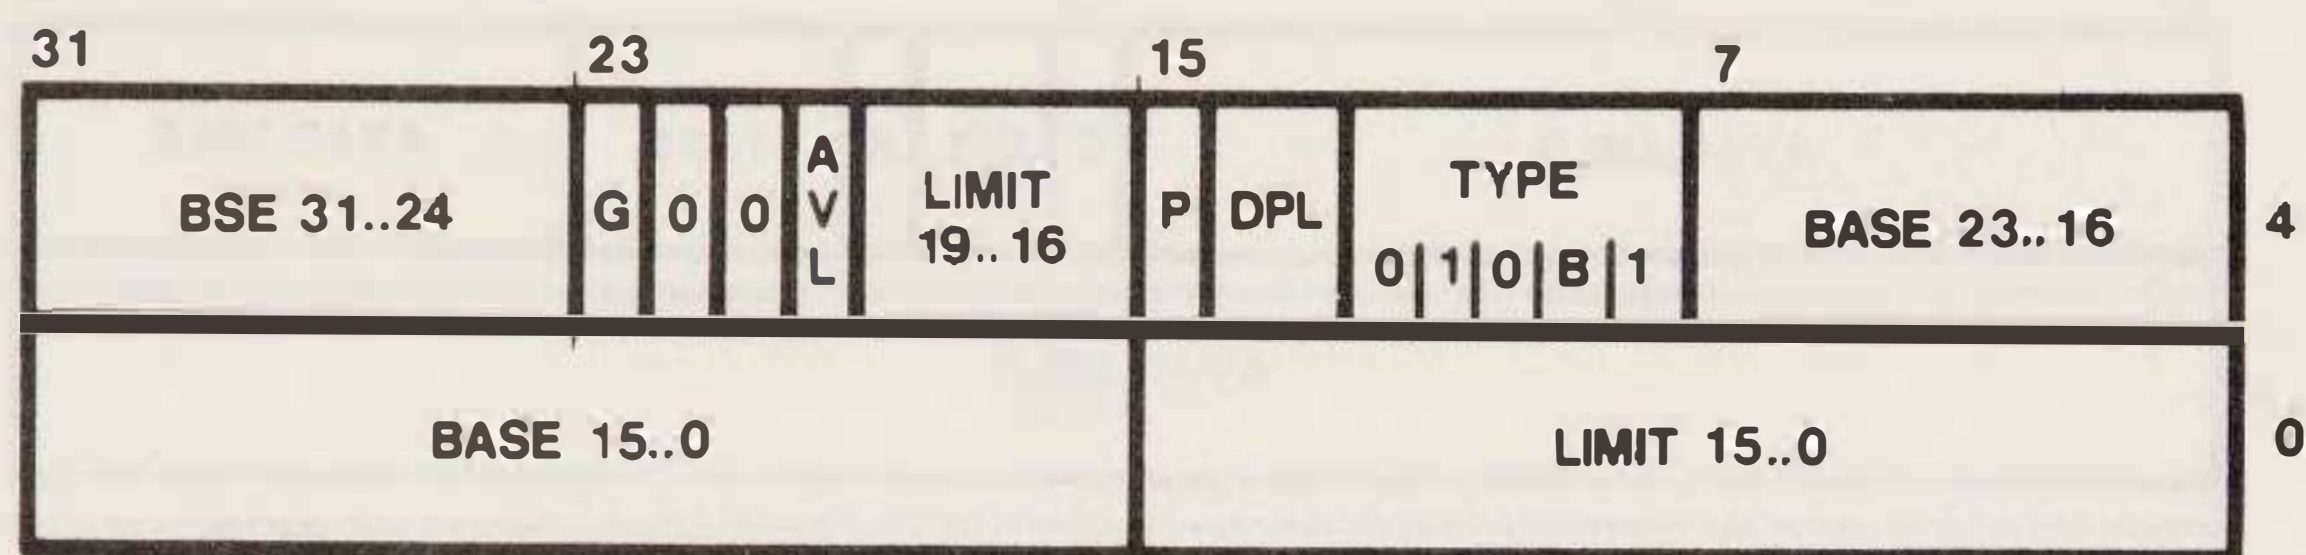 31 23 15 7
BSE 31..24 G 0 0 AVL LIMIT 19..16 P DPL TYPE 0 1 0 B 1 BASE 23..16 4
BASE 15..0 LIMIT 15..0 0